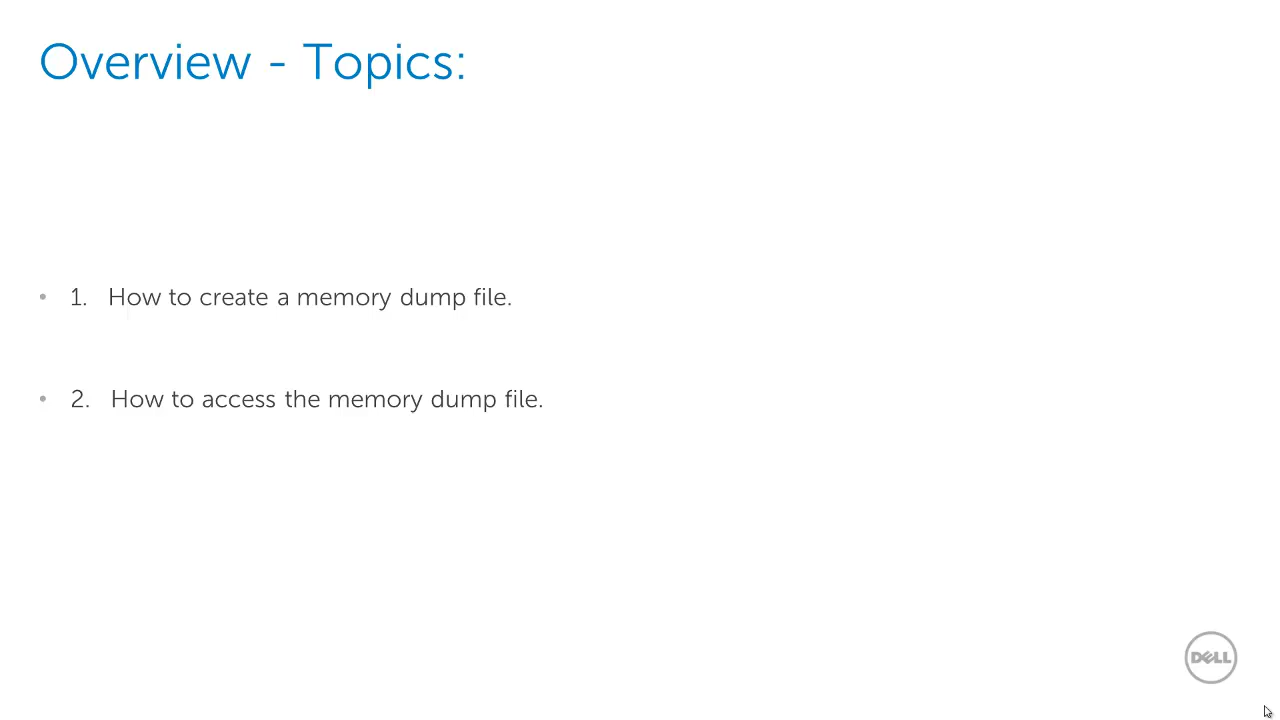 Overview - Topics:
• 1. How to create a memory dump file.
• 2. How to access the memory dump file.
DELL